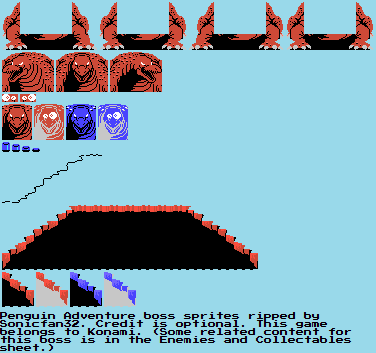 Penguin Adventure boss sprites ripped by
Sonicfan32. Credit is optional. This game
belongs to Konami. (Some related content for
this boss is in the Enemies and Collectables
sheet.)